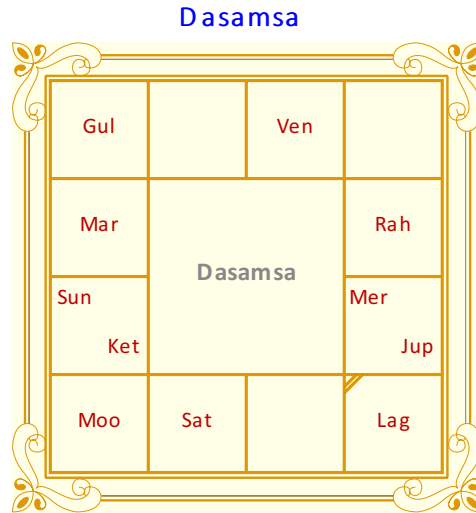 Dasamsa
Gul
Ven
Mar
Rah
Dasamsa
Sun
Mer
Ket
Jup
Moo
Sat
Lag